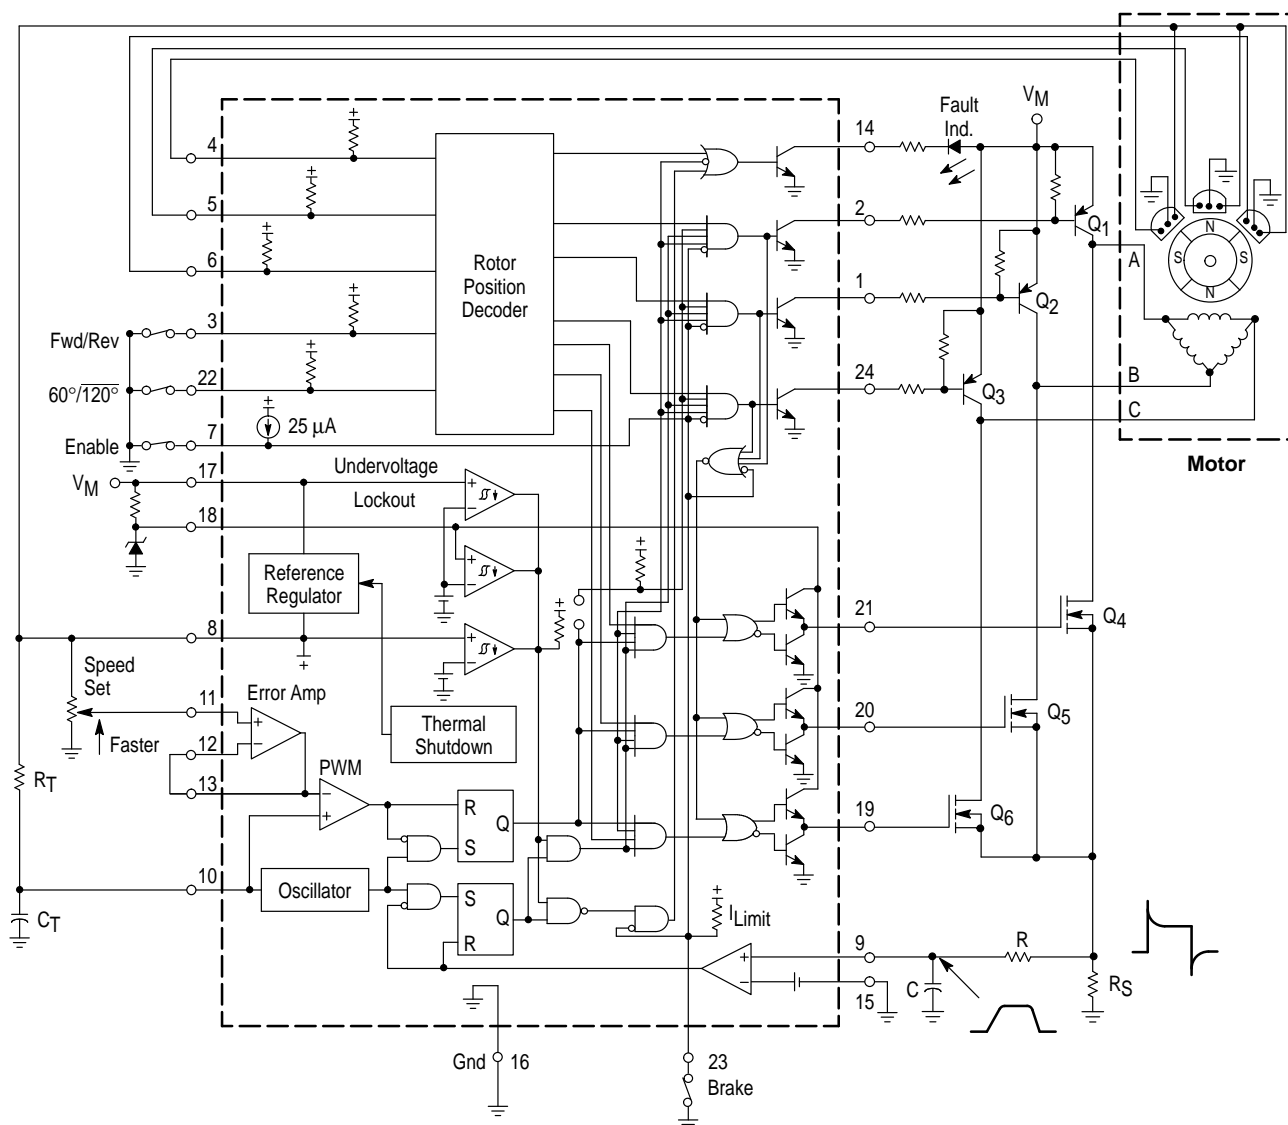 VM
Fault
Ind.
14
4
5
2
Q1
N
S
S
N
A
6
Rotor
Position
Decoder
1
Q2
3
Fwd/Rev
22
60°/120°
24
Q3
B
C
25 µA
7
Enable
Motor
17
VM
Undervoltage
Lockout
18
Reference
Regulator
8
21
Q4
Speed
Set
11
Error Amp
Thermal
Shutdown
20
Q5
12
Faster
13
RT
PWM
R
Q
S
19
Q6
10
Oscillator
CT
S
Q
R
ILimit
9
R
C
15
RS
Gnd
16
23
Brake
+
+
+
+
+
+
+
+
−
+
−
+
+
+
−
+
+
−
−
+
+
+
−